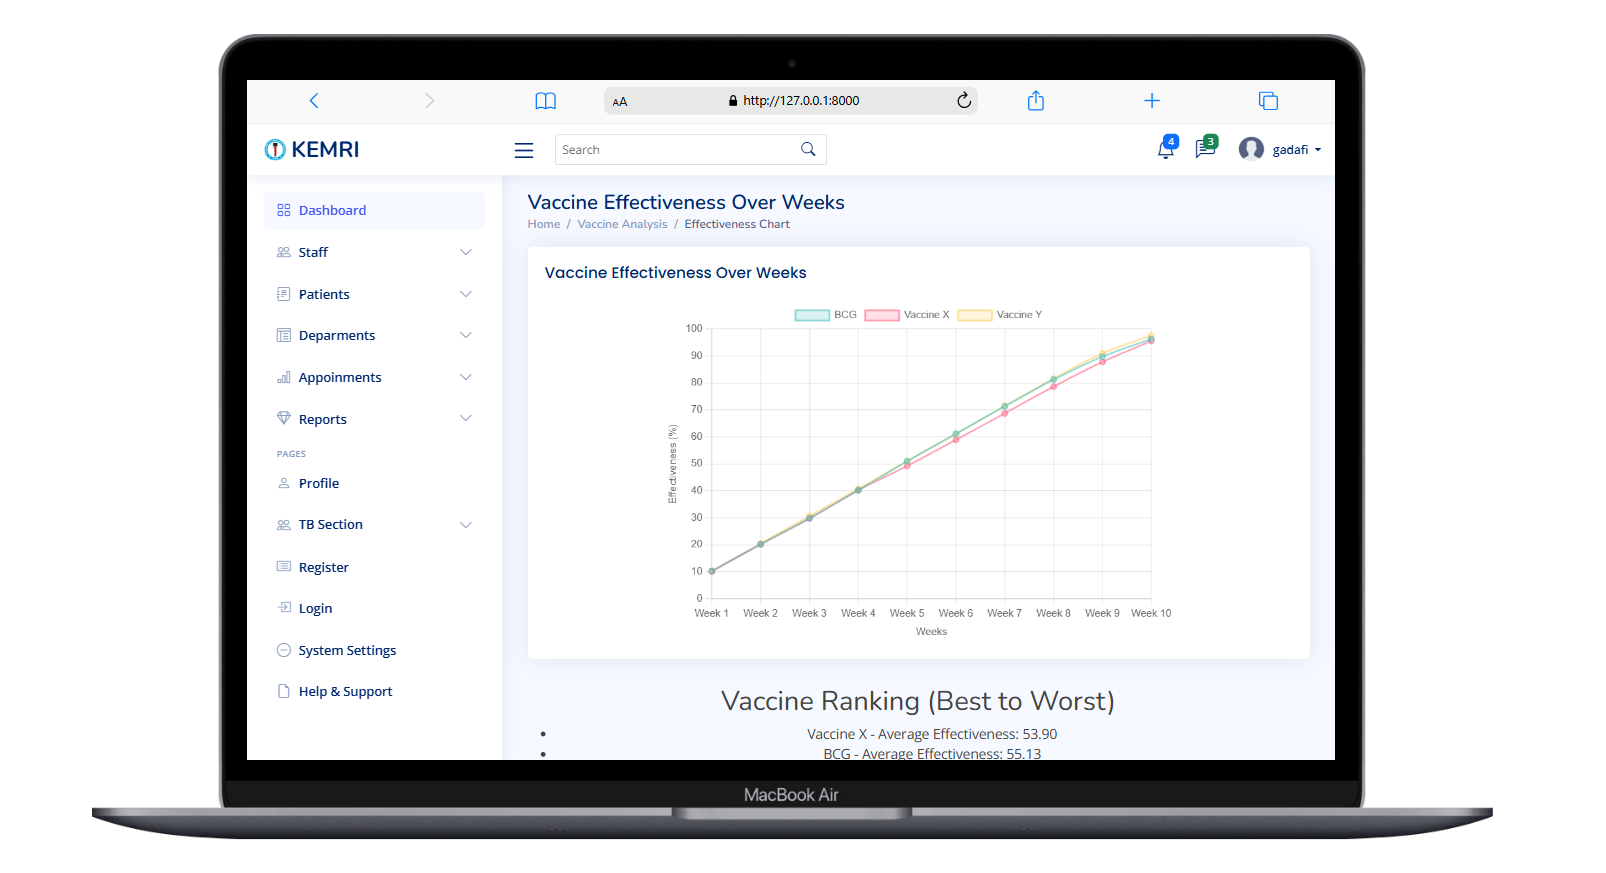 AA http://127.0.0.1:8000
KEMRI
Search
4
3
gadafi
Dashboard
Staff
Patients
Deparments
Appoinments
Reports
PAGES
Profile
TB Section
Register
Login
System Settings
Help & Support
Vaccine Effectiveness Over Weeks
Home / Vaccine Analysis / Effectiveness Chart
Vaccine Effectiveness Over Weeks
BCG Vaccine X Vaccine Y
100
90
80
70
60
50
40
30
20
10
0
Effectiveness (%)
Week 1 Week 2 Week 3 Week 4 Week 5 Week 6 Week 7 Week 8 Week 9 Week 10
Weeks
Vaccine Ranking (Best to Worst)
Vaccine X - Average Effectiveness: 53.90
BCG - Average Effectiveness: 55.13
MacBook Air